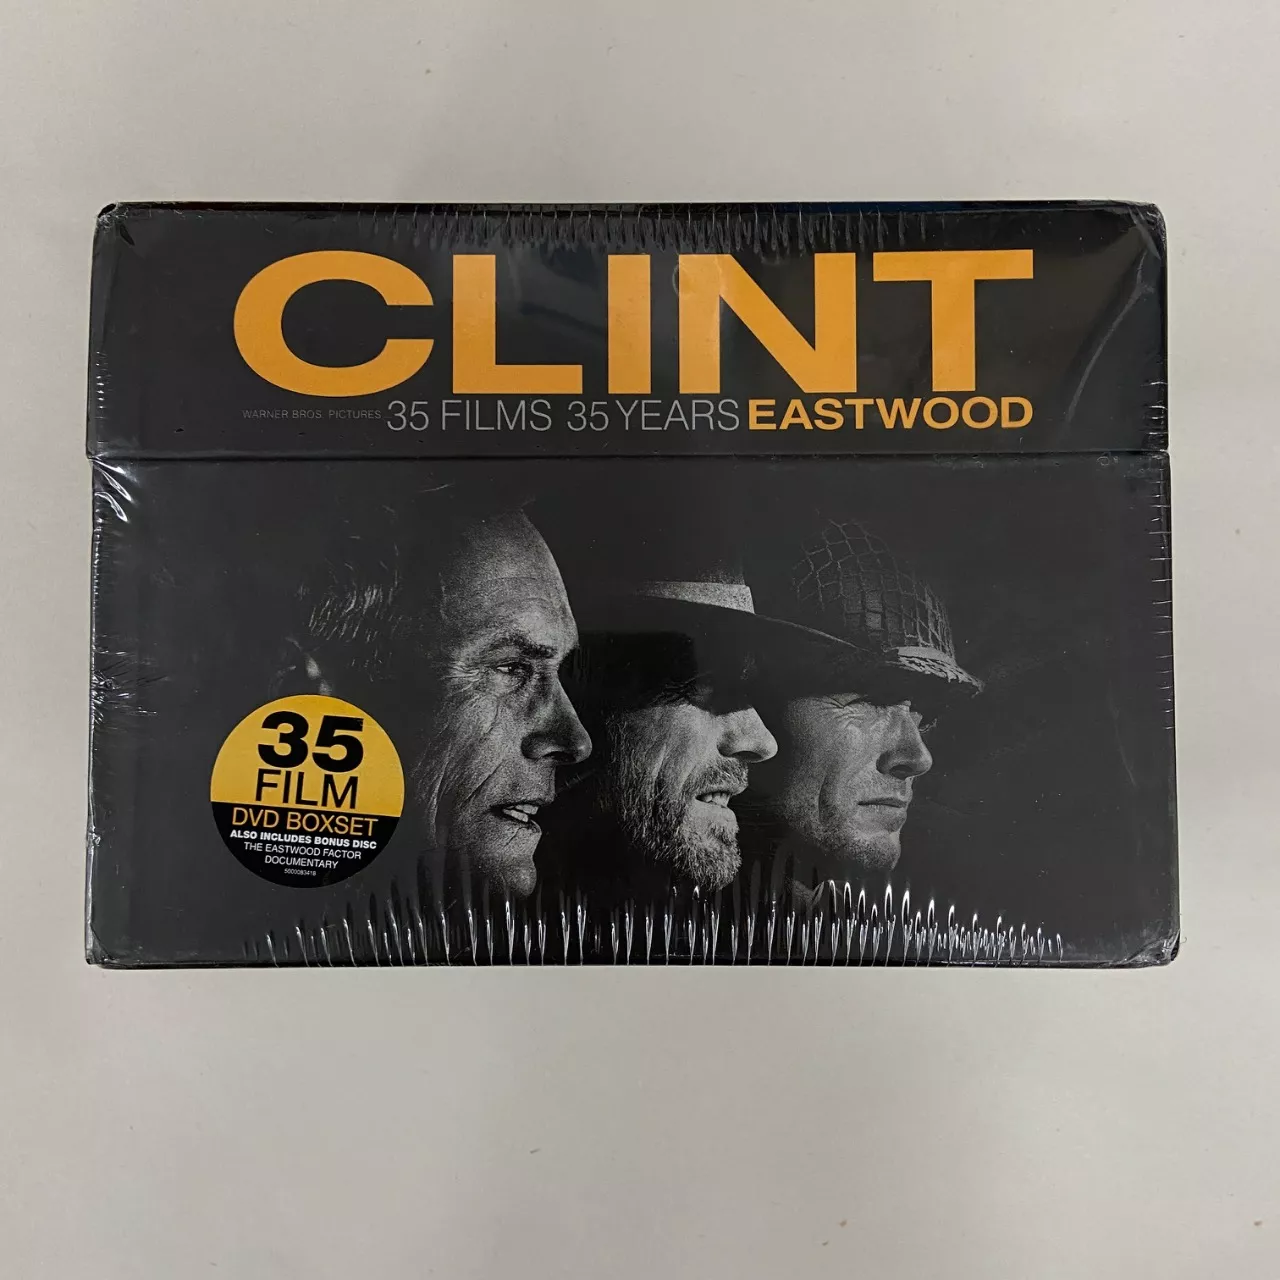 CLINT
WARNER BROS. PICTURES 35 FILMS 35 YEARS EASTWOOD
35
FILM
DVD BOXSET
ALSO INCLUDES BONUS DISC
THE EASTWOOD FACTOR
DOCUMENTARY